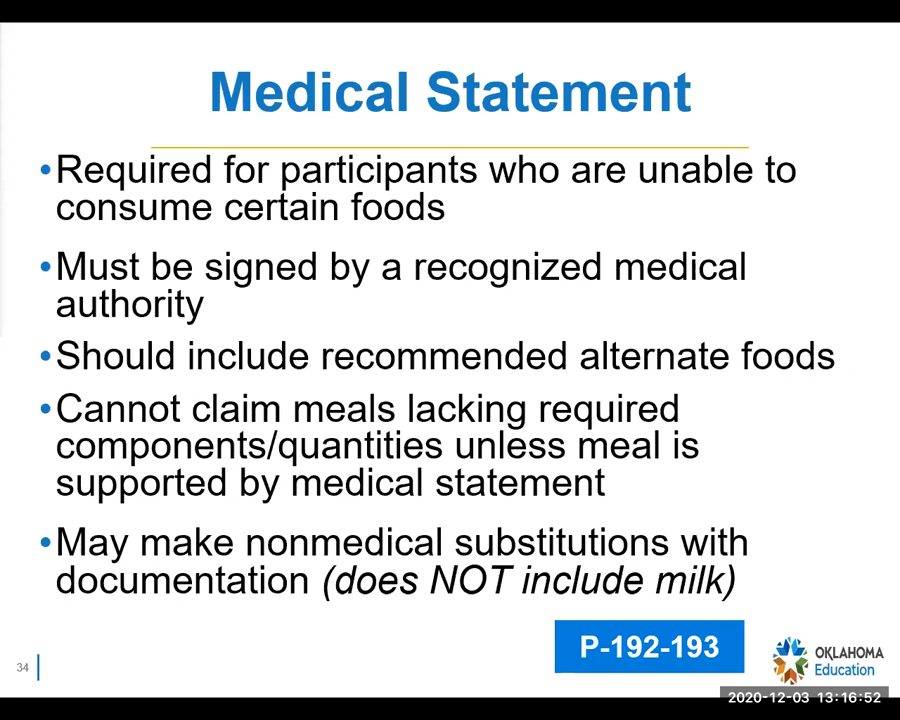 Medical Statement
•Required for participants who are unable to
consume certain foods
•Must be signed by a recognized medical
authority
•Should include recommended alternate foods
•Cannot claim meals lacking required
components/quantities unless meal is
supported by medical statement
•May make nonmedical substitutions with
documentation (does NOT include milk)
P-192-193
34
OKLAHOMA
Education
2020-12-03 13:16:52